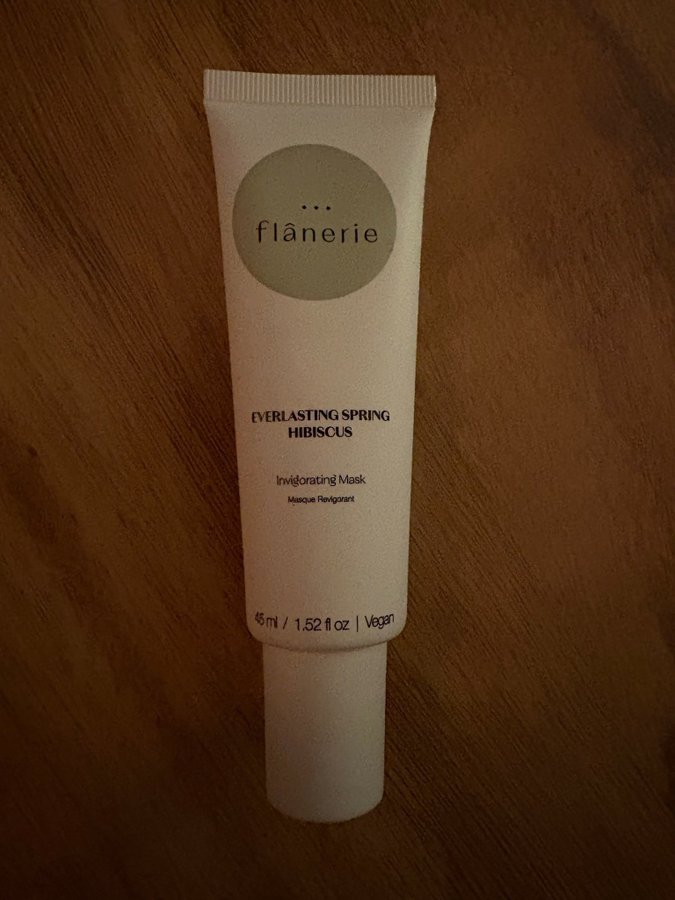 flânerie
EVERLASTING SPRING
HIBISCUS
Invigorating Mask
Masque Revigorant
45 ml / 1.52 fl oz | Vegan